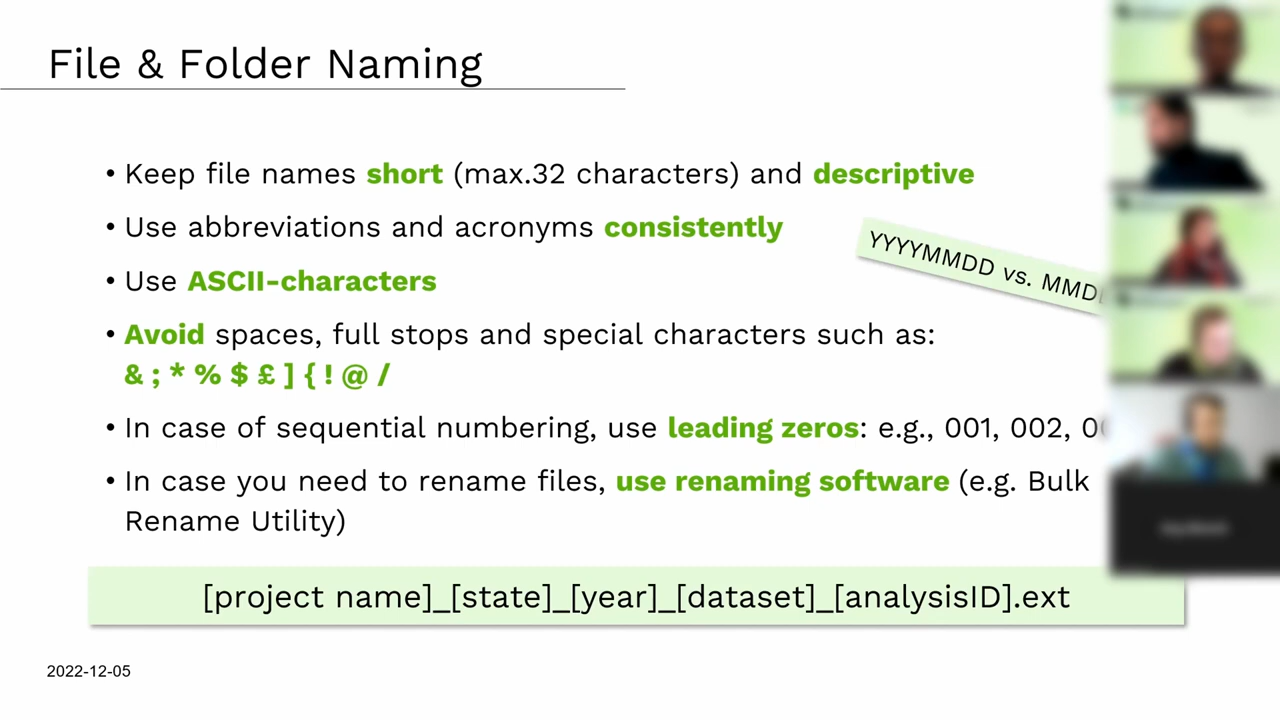 File & Folder Naming
• Keep file names short (max.32 characters) and descriptive
• Use abbreviations and acronyms consistently
YYYYMMDD vs.
• Use ASCII-characters
• Avoid spaces, full stops and special characters such as:
& ; * % $ £ ] { ! @ /
• In case of sequential numbering, use leading zeros: e.g., 001, 002,
• In case you need to rename files, use renaming software (e.g. Bulk
Rename Utility)
[project name]_[state]_[year]_[dataset]_[analysisID].ext
2022-12-05